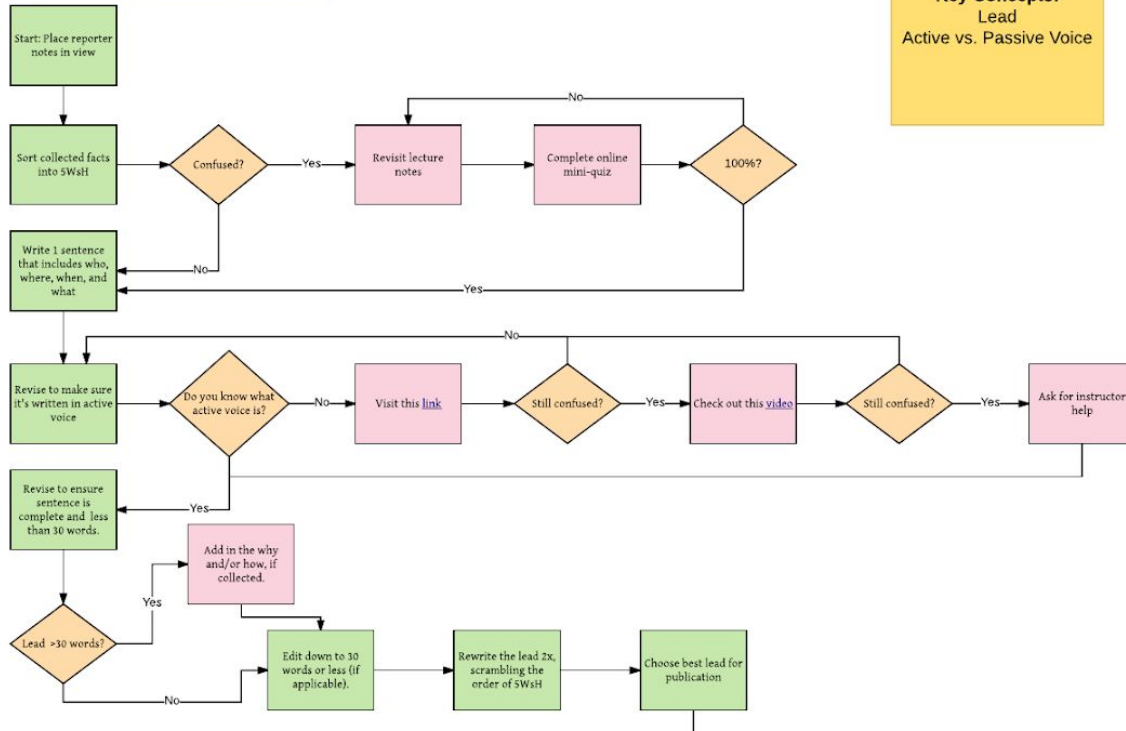 Key Concepts:
Lead
Active vs. Passive Voice
Start: Place reporter
notes in view
No
Sort collected facts
into 5WsH
Confused?
Yes
Revisit lecture
notes
Complete online
mini-quiz
100%?
Write 1 sentence
that includes who,
where, when, and
what
No
Yes
No
Revise to make sure
it's written in active
voice
Do you know what
active voice is?
No
Visit this link
Still confused?
Yes
Check out this video
Still confused?
Yes
Ask for instructor
help
Revise to ensure
sentence is
complete and less
than 30 words.
Yes
Add in the why
and/or how, if
collected.
Yes
Lead >30 words?
Edit down to 30
words or less (if
applicable).
Rewrite the lead 2x,
scrambling the
order of 5WsH
Choose best lead for
publication
No